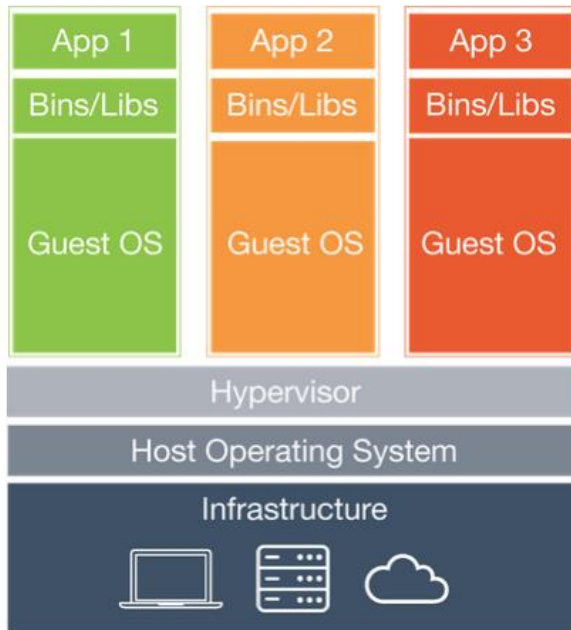 App 1
App 2
App 3
Bins/Libs
Bins/Libs
Bins/Libs
Guest OS
Guest OS
Guest OS
Hypervisor
Host Operating System
Infrastructure